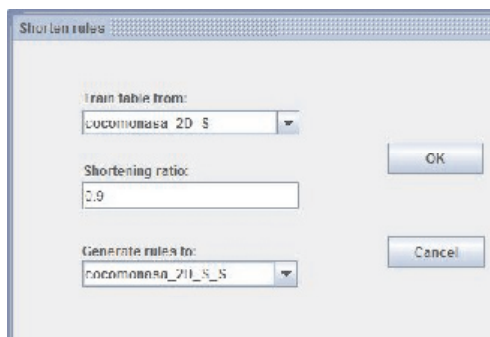 Shorten rules
Train table from:
cocomonasa_2D_S
OK
Shortening ratio:
0.9
Generate rules to:
cocomonasa_2D_S_S
Cancel